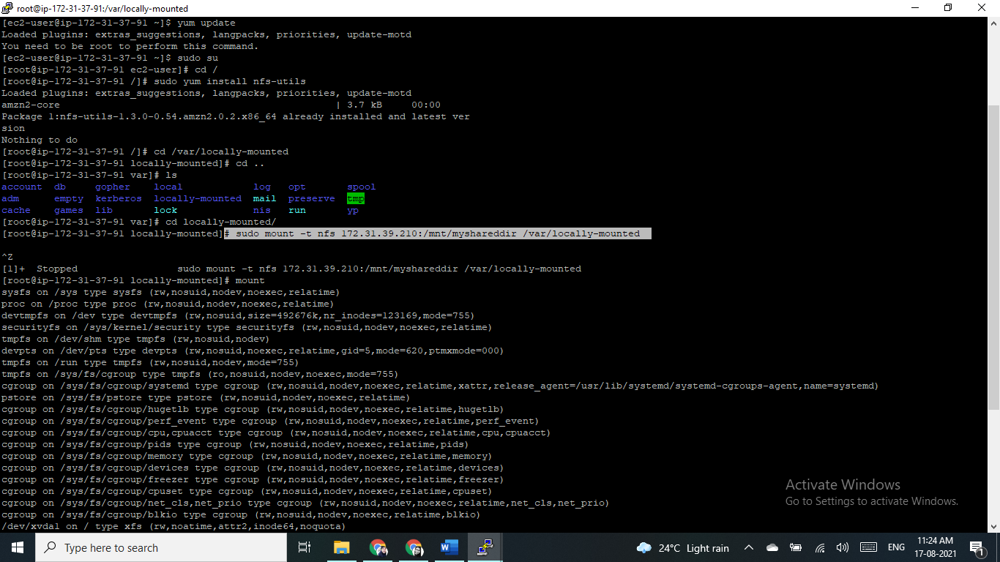 root@ip-172-31-37-91:/var/locally-mounted
[ec2-user@ip-172-31-37-91 ~]$ yum update
Loaded plugins: extras_suggestions, langpacks, priorities, update-motd
You need to be root to perform this command.
[ec2-user@ip-172-31-37-91 ~]$ sudo su
[root@ip-172-31-37-91 ec2-user]# cd /
[root@ip-172-31-37-91 /]# sudo yum install nfs-utils
Loaded plugins: extras_suggestions, langpacks, priorities, update-motd
amzn2-core | 3.7 kB 00:00
Package 1:nfs-utils-1.3.0-0.54.amzn2.0.2.x86_64 already installed and latest ver
sion
Nothing to do
[root@ip-172-31-37-91 /]# cd /var/locally-mounted
[root@ip-172-31-37-91 locally-mounted]# cd ..
[root@ip-172-31-37-91 var]# ls
account db gopher local log opt spool
adm empty kerberos locally-mounted mail preserve tmp
cache games lib lock nis run yp
[root@ip-172-31-37-91 var]# cd locally-mounted/
[root@ip-172-31-37-91 locally-mounted]# sudo mount -t nfs 172.31.39.210:/mnt/myshareddir /var/locally-mounted
^Z
[1]+ Stopped sudo mount -t nfs 172.31.39.210:/mnt/myshareddir /var/locally-mounted
[root@ip-172-31-37-91 locally-mounted]# mount
sysfs on /sys type sysfs (rw,nosuid,nodev,noexec,relatime)
proc on /proc type proc (rw,nosuid,nodev,noexec,relatime)
devtmpfs on /dev type devtmpfs (rw,nosuid,size=492676k,nr_inodes=123169,mode=755)
securityfs on /sys/kernel/security type securityfs (rw,nosuid,nodev,noexec,relatime)
tmpfs on /dev/shm type tmpfs (rw,nosuid,nodev)
devpts on /dev/pts type devpts (rw,nosuid,noexec,relatime,gid=5,mode=620,ptmxmode=000)
tmpfs on /run type tmpfs (rw,nosuid,nodev,mode=755)
tmpfs on /sys/fs/cgroup type tmpfs (ro,nosuid,nodev,noexec,mode=755)
cgroup on /sys/fs/cgroup/systemd type cgroup (rw,nosuid,nodev,noexec,relatime,xattr,release_agent=/usr/lib/systemd/systemd-cgroups-agent,name=systemd)
pstore on /sys/fs/pstore type pstore (rw,nosuid,nodev,noexec,relatime)
cgroup on /sys/fs/cgroup/hugetlb type cgroup (rw,nosuid,nodev,noexec,relatime,hugetlb)
cgroup on /sys/fs/cgroup/perf_event type cgroup (rw,nosuid,nodev,noexec,relatime,perf_event)
cgroup on /sys/fs/cgroup/cpu,cpuacct type cgroup (rw,nosuid,nodev,noexec,relatime,cpu,cpuacct)
cgroup on /sys/fs/cgroup/pids type cgroup (rw,nosuid,nodev,noexec,relatime,pids)
cgroup on /sys/fs/cgroup/memory type cgroup (rw,nosuid,nodev,noexec,relatime,memory)
cgroup on /sys/fs/cgroup/devices type cgroup (rw,nosuid,nodev,noexec,relatime,devices)
cgroup on /sys/fs/cgroup/freezer type cgroup (rw,nosuid,nodev,noexec,relatime,freezer)
cgroup on /sys/fs/cgroup/cpuset type cgroup (rw,nosuid,nodev,noexec,relatime,cpuset)
cgroup on /sys/fs/cgroup/net_cls,net_prio type cgroup (rw,nosuid,nodev,noexec,relatime,net_cls,net_prio)
cgroup on /sys/fs/cgroup/blkio type cgroup (rw,nosuid,nodev,noexec,relatime,blkio)
/dev/xvda1 on / type xfs (rw,noatime,attr2,inode64,noquota)
Activate Windows
Go to Settings to activate Windows.
Type here to search
24°C Light rain
ENG
11:24 AM
17-08-2021
1